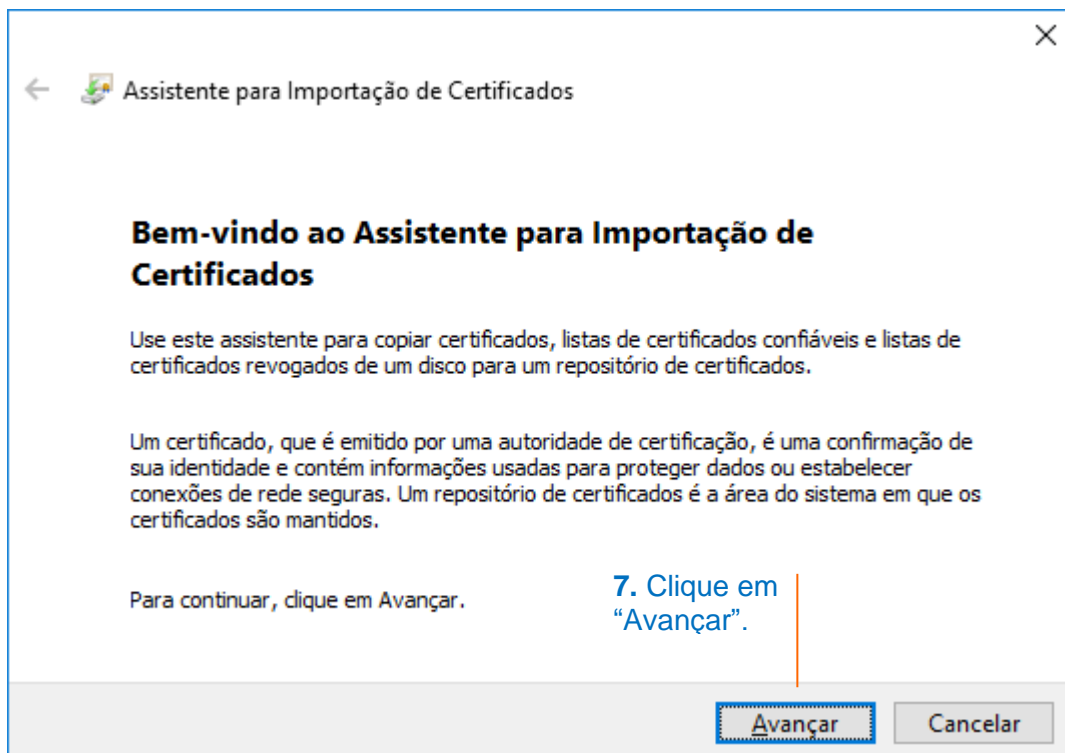 Assistente para Importação de Certificados
Bem-vindo ao Assistente para Importação de
Certificados
Use este assistente para copiar certificados, listas de certificados confiáveis e listas de
certificados revogados de um disco para um repositório de certificados.
Um certificado, que é emitido por uma autoridade de certificação, é uma confirmação de
sua identidade e contém informações usadas para proteger dados ou estabelecer
conexões de rede seguras. Um repositório de certificados é a área do sistema em que os
certificados são mantidos.
Para continuar, clique em Avançar.
7. Clique em
“Avançar”.
Avançar
Cancelar